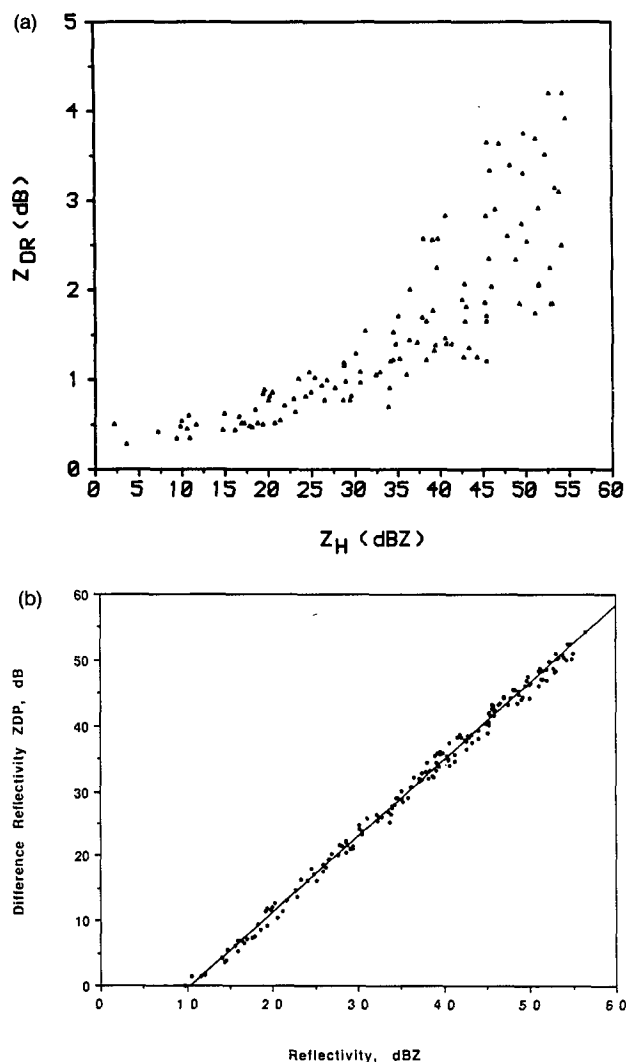 (a)
5
4
3
2
1
0
Z_DR (dB)
0 5 10 15 20 25 30 35 40 45 50 55 60
Z_H (dBZ)
(b)
60
50
40
30
20
10
0
Difference Reflectivity ZDP, dB
0 10 20 30 40 50 60
Reflectivity, dBZ